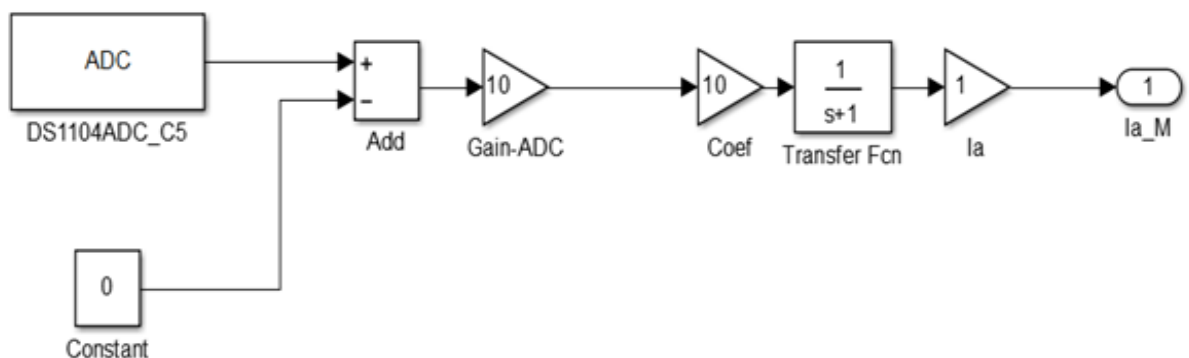 ADC
DS1104ADC_C5
+
−
Add
10
Gain-ADC
10
Coef
1
s+1
Transfer Fcn
1
Ia
1
Ia_M
0
Constant